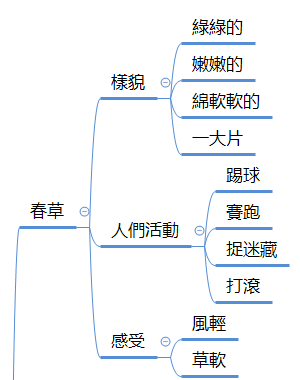 春草
樣貌
綠綠的
嫩嫩的
綿軟軟的
一大片
人們活動
踢球
賽跑
捉迷藏
打滾
感受
風輕
草軟